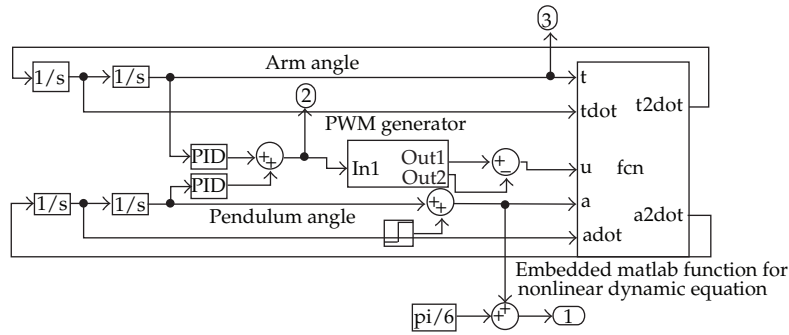 3
1/s
1/s
Arm angle
t
t2dot
2
tdot
PWM generator
PID
+
+
In1
Out1
Out2
+
−
u
fcn
PID
1/s
1/s
Pendulum angle
+
+
a
a2dot
adot
Embedded matlab function for
nonlinear dynamic equation
pi/6
+
+
1